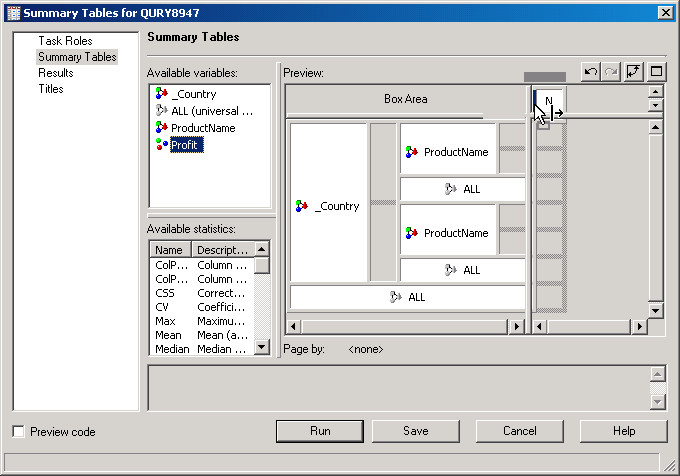 Summary Tables for QURY8947
Task Roles
Summary Tables
Results
Titles
Summary Tables
Available variables:
_Country
ALL (universal ...
ProductName
Profit
Available statistics:
Name Descript...
ColP... Column ...
ColP... Column ...
CSS Correct...
CV Coeffici...
Max Maximu...
Mean Mean (a...
Median Median ...
Preview:
Box Area
N
_Country
ProductName
ALL
ProductName
ALL
ALL
Page by: <none>
Preview code
Run
Save
Cancel
Help